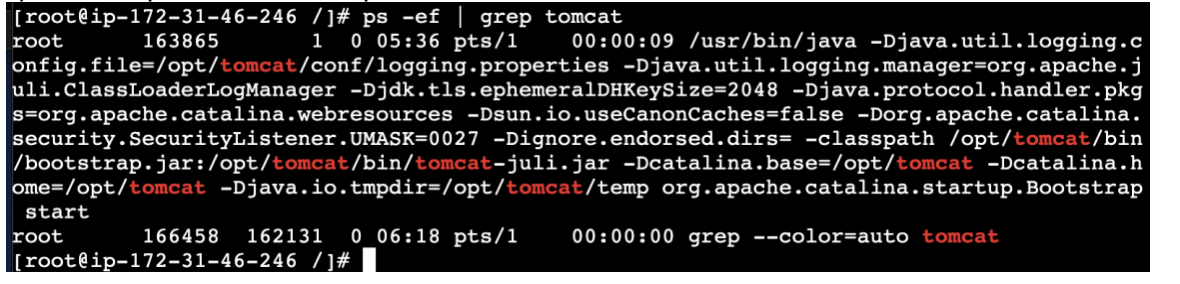 [root@ip-172-31-46-246 /]# ps -ef | grep tomcat
root      163865       1  0 05:36 pts/1    00:00:09 /usr/bin/java -Djava.util.logging.c
onfig.file=/opt/tomcat/conf/logging.properties -Djava.util.logging.manager=org.apache.j
uli.ClassLoaderLogManager -Djdk.tls.ephemeralDHKeySize=2048 -Djava.protocol.handler.pkg
s=org.apache.catalina.webresources -Dsun.io.useCanonCaches=false -Dorg.apache.catalina.
security.SecurityListener.UMASK=0027 -Dignore.endorsed.dirs= -classpath /opt/tomcat/bin
/bootstrap.jar:/opt/tomcat/bin/tomcat-juli.jar -Dcatalina.base=/opt/tomcat -Dcatalina.h
ome=/opt/tomcat -Djava.io.tmpdir=/opt/tomcat/temp org.apache.catalina.startup.Bootstrap
 start
root      166458  162131  0 06:18 pts/1    00:00:00 grep --color=auto tomcat
[root@ip-172-31-46-246 /]#